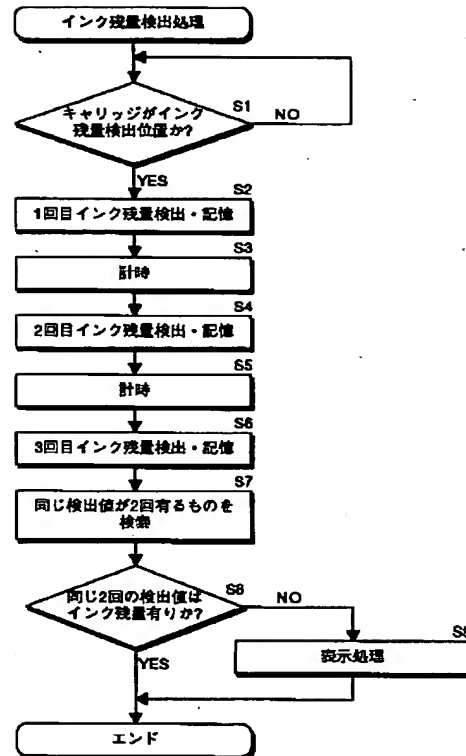 インク残量検出処理
S1
キャリッジがインク
残量検出位置か?
NO
YES
S2
1回目インク残量検出・記憶
S3
計時
S4
2回目インク残量検出・記憶
S5
計時
S6
3回目インク残量検出・記憶
S7
同じ検出値が2回有るものを
検索
S8
同じ2回の検出値は
インク残量有りか?
NO
YES
S9
表示処理
エンド